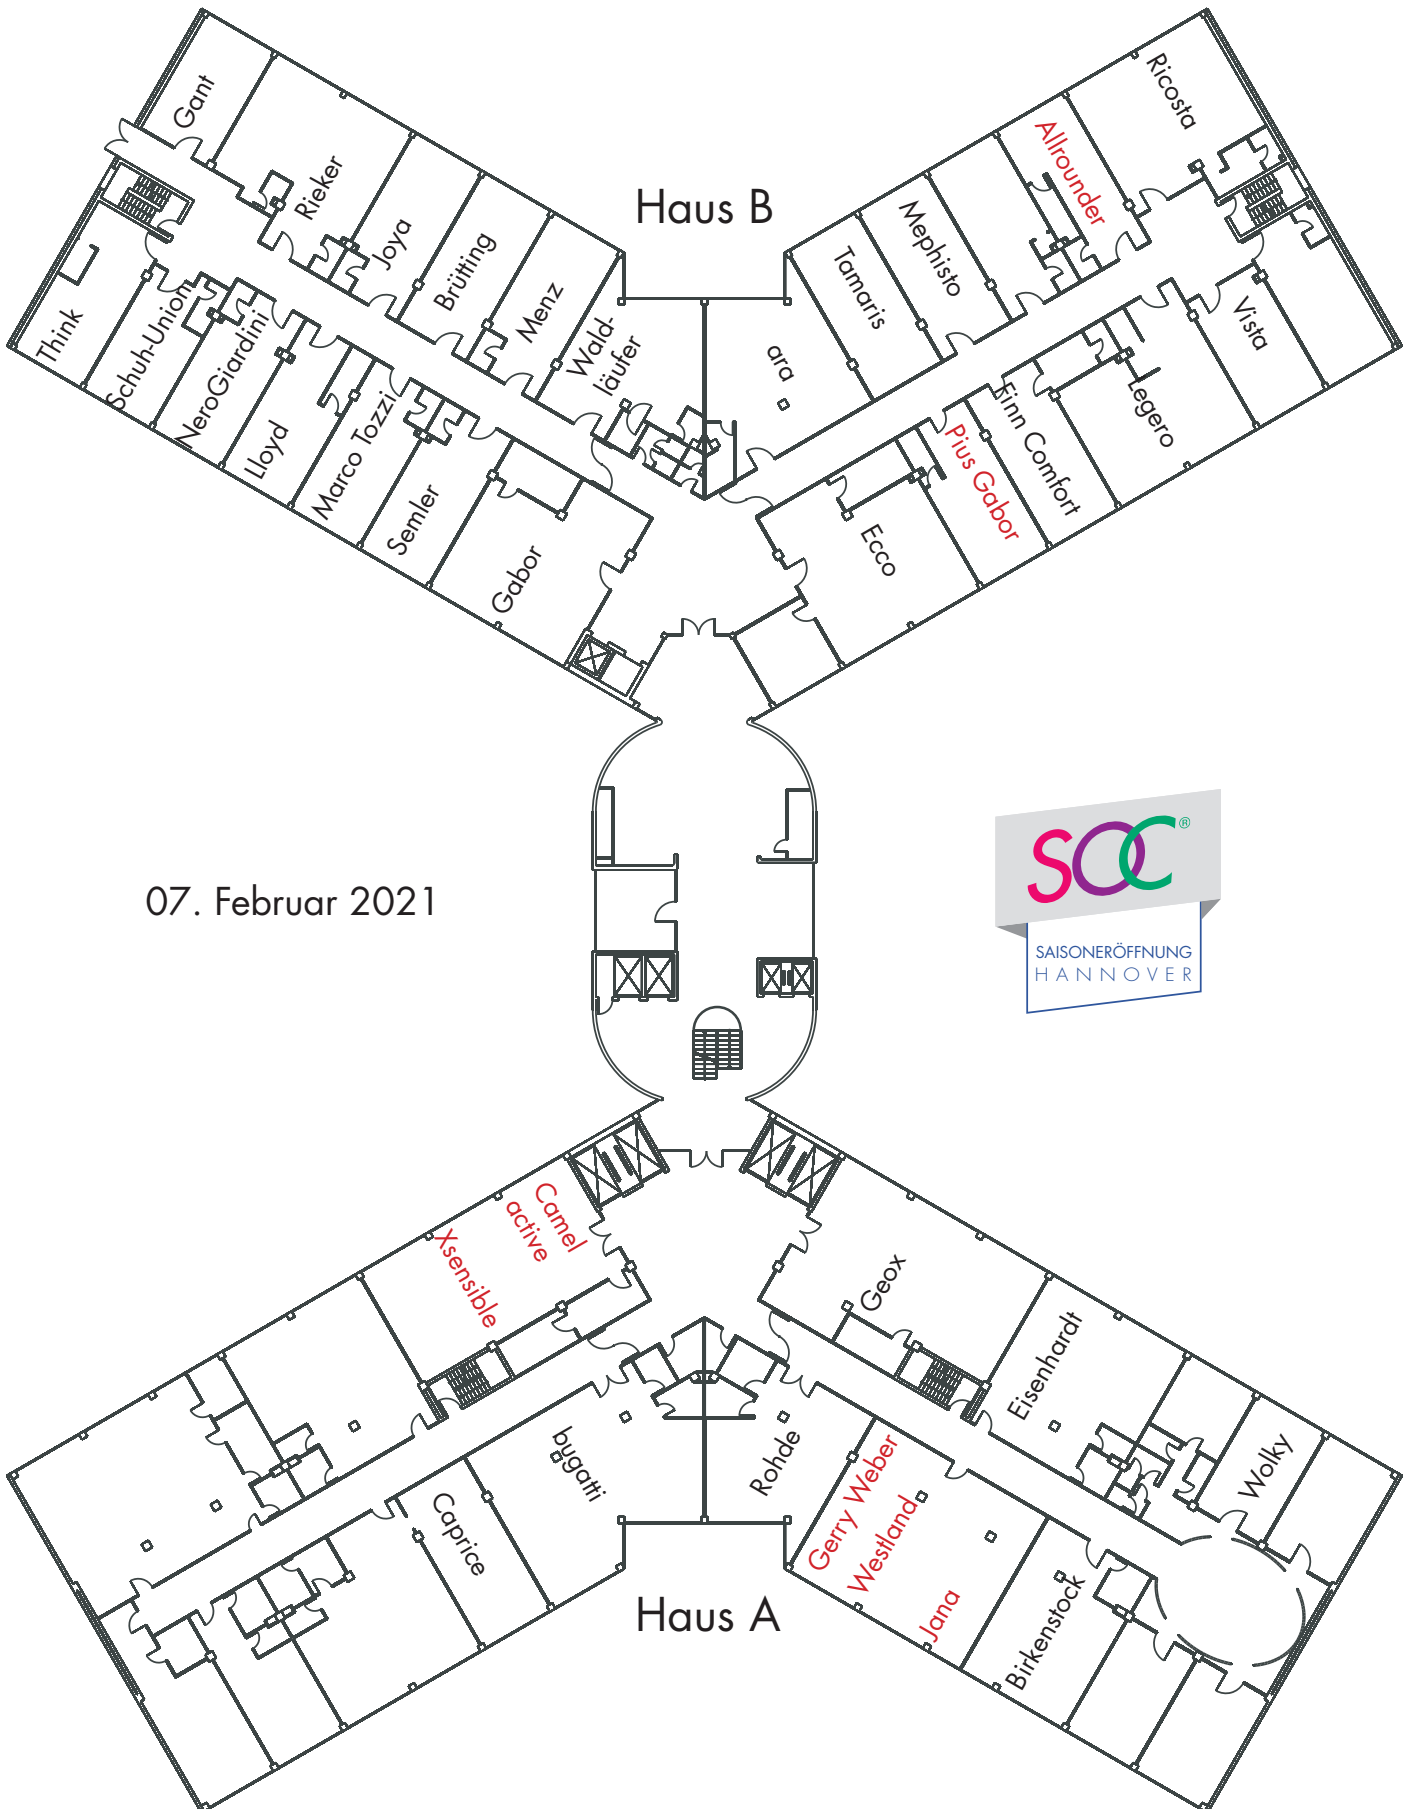 Gant
Rieker
Joya
Brütting
Menz
Wald-
läufer
Haus B
ara
Tamaris
Mephisto
Allrounder
Ricosta
Think
Schuh-Union
NeroGiardini
Lloyd
Marco Tozzi
Semler
Gabor
Ecco
Pius Gabor
Finn Comfort
Legero
Vista
07. Februar 2021
SOC®
SAISONERÖFFNUNG
HANNOVER
Xsensible
Camel
active
Geox
Eisenhardt
Wolky
Caprice
bugatti
Rohde
Gerry Weber
Westland
Jana
Birkenstock
Haus A